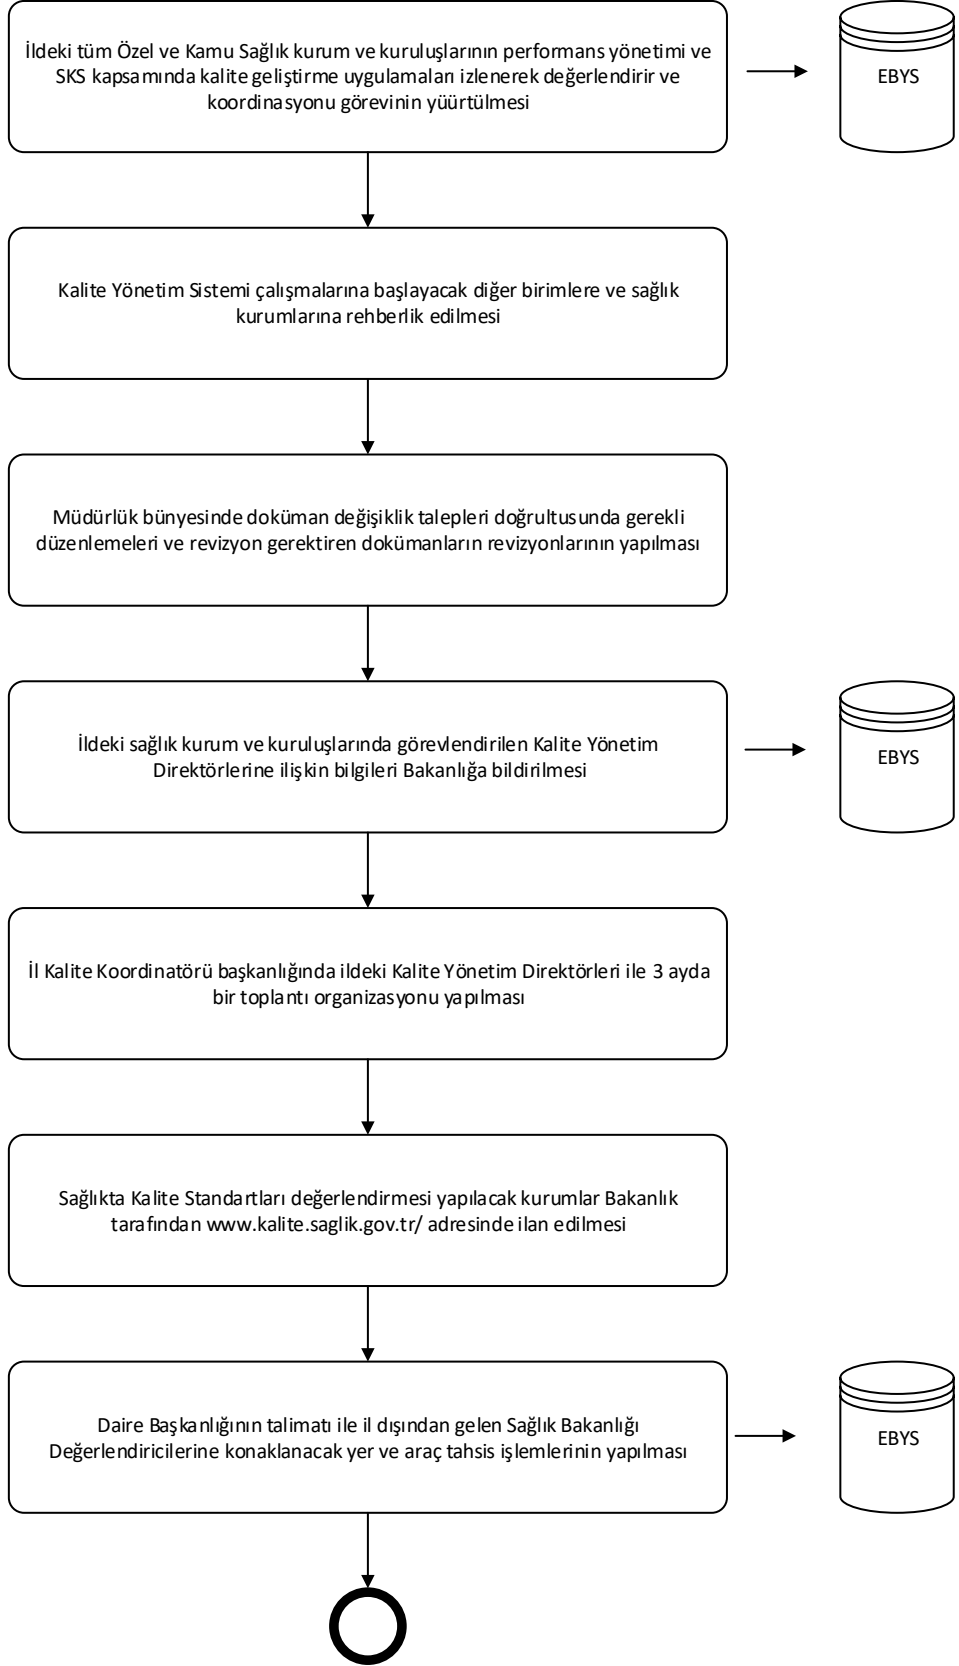 İldeki tüm Özel ve Kamu Sağlık kurum ve kuruluşlarının performans yönetimi ve
SKS kapsamında kalite geliştirme uygulamaları izlenerek değerlendirir ve
koordinasyonu görevinin yüürtülmesi
EBYS
Kalite Yönetim Sistemi çalışmalarına başlayacak diğer birimlere ve sağlık
kurumlarına rehberlik edilmesi
Müdürlük bünyesinde doküman değişiklik talepleri doğrultusunda gerekli
düzenlemeleri ve revizyon gerektiren dokümanların revizyonlarının yapılması
İldeki sağlık kurum ve kuruluşlarında görevlendirilen Kalite Yönetim
Direktörlerine ilişkin bilgileri Bakanlığa bildirilmesi
EBYS
İl Kalite Koordinatörü başkanlığında ildeki Kalite Yönetim Direktörleri ile 3 ayda
bir toplantı organizasyonu yapılması
Sağlıkta Kalite Standartları değerlendirmesi yapılacak kurumlar Bakanlık
tarafından www.kalite.saglik.gov.tr/ adresinde ilan edilmesi
Daire Başkanlığının talimatı ile il dışından gelen Sağlık Bakanlığı
Değerlendiricilerine konaklanacak yer ve araç tahsis işlemlerinin yapılması
EBYS